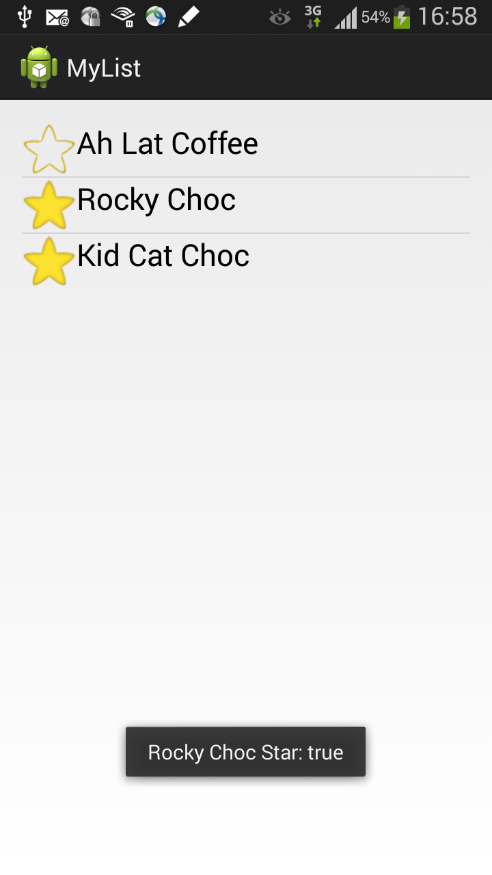 3G 54% 16:58
MyList
Ah Lat Coffee
Rocky Choc
Kid Cat Choc
Rocky Choc Star: true